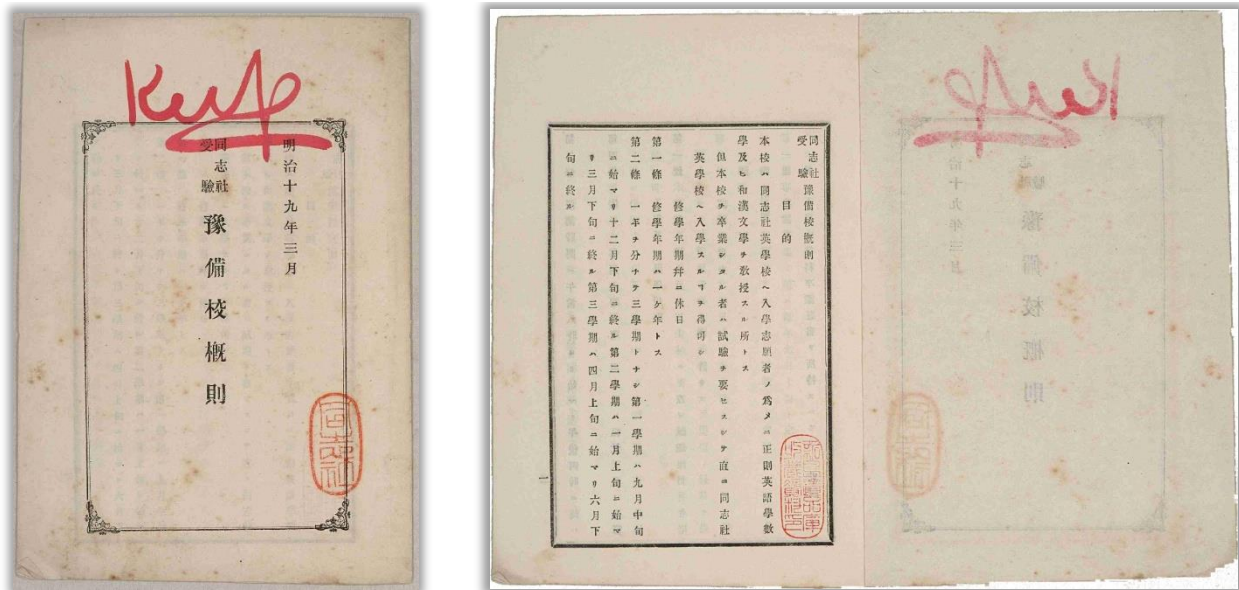 明治十九年三月
同志社
受驗
豫備校概則
同志社
同志社
受驗豫備校概則
目的
本校ハ同志社英學校ヘ入學志願者ノ爲メニ正則英語學數
學及ヒ和漢文學ヲ敎授スル所トス
但本校ヲ卒業シタル者ハ試驗ヲ要セスシテ直ニ同志社
英學校ヘ入學スルヿヲ得可シ
修學年期幷ニ休日
第一條 修學年期ハ一ケ年トス
第二條 一年ヲ分チテ三學期トナシ第一學期ハ九月中旬
ニ始マリ十二月下旬ニ終ル第二學期ハ一月上旬ニ始マ
リ三月下旬ニ終ル第三學期ハ四月上旬ニ始マリ六月下
旬ニ終ル
一